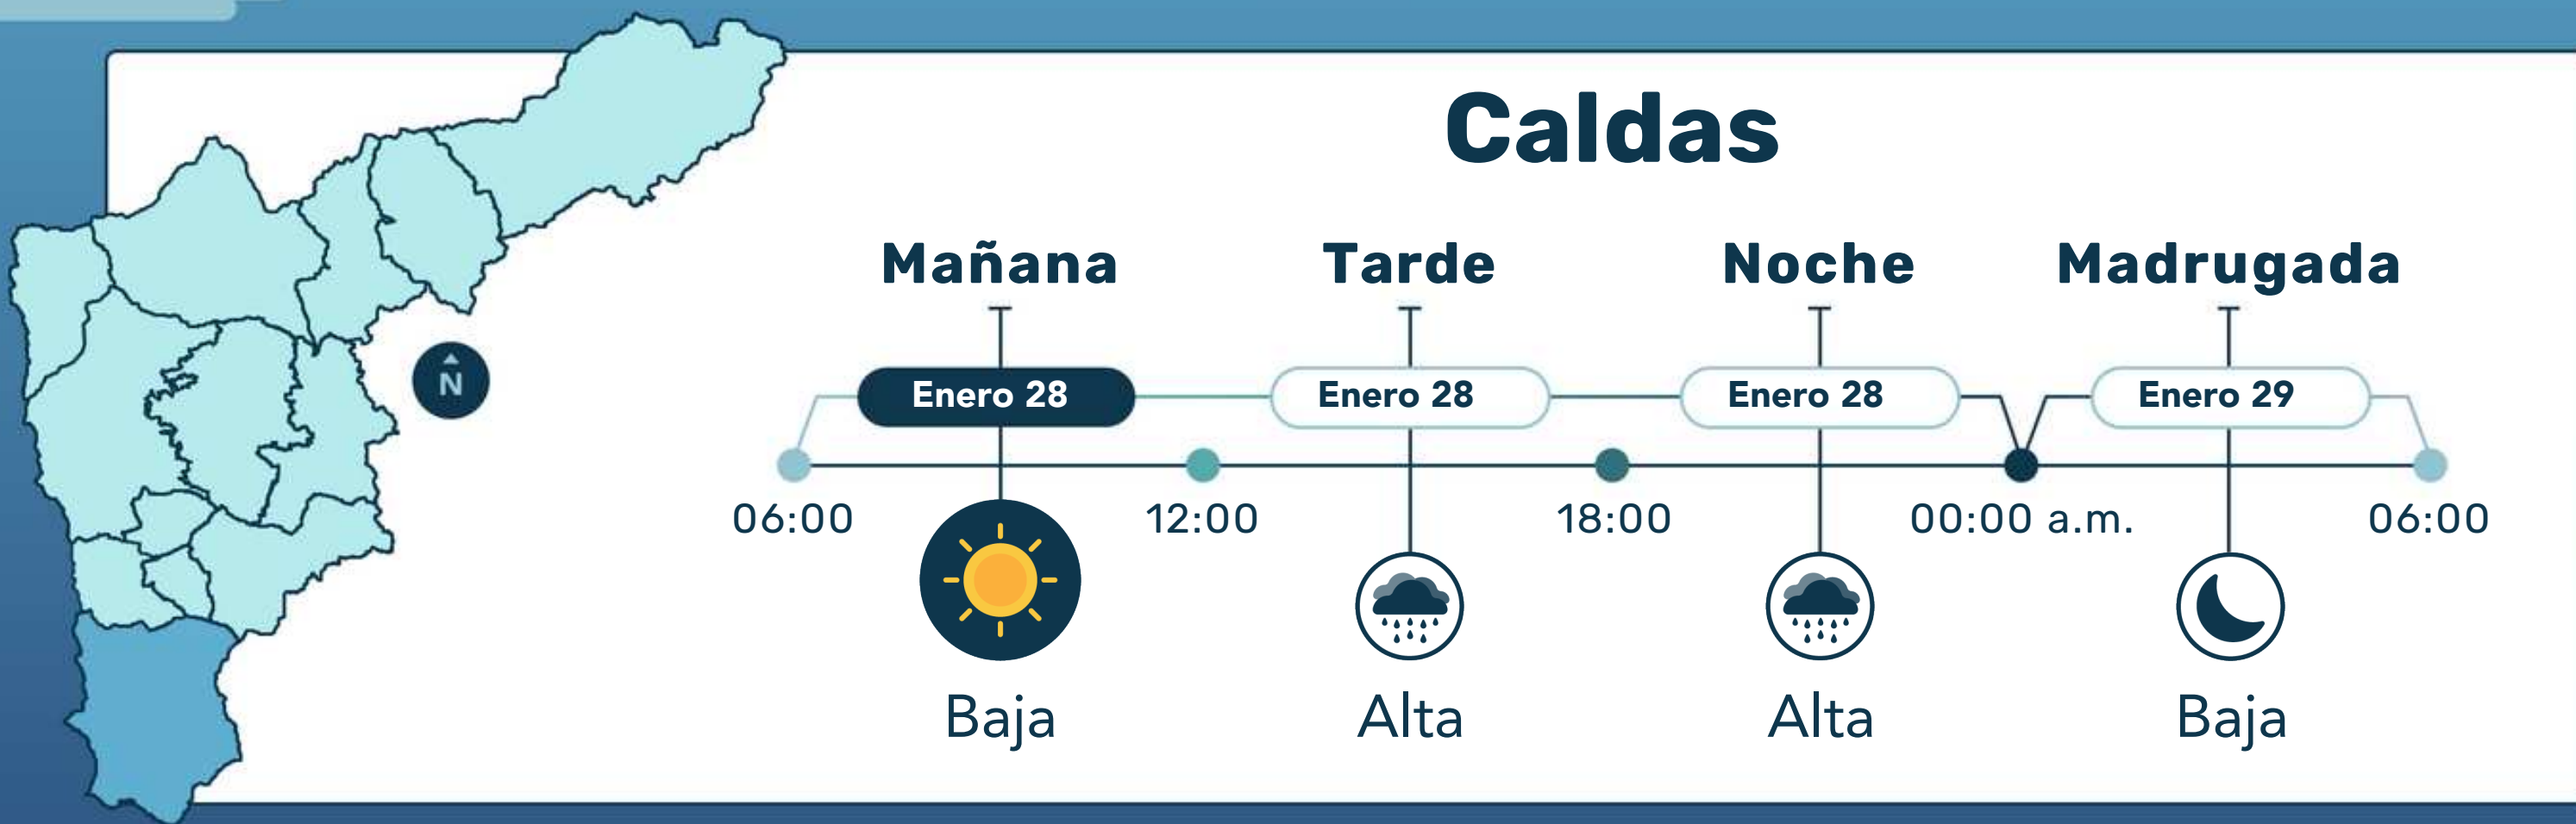 Caldas
Mañana Tarde Noche Madrugada
N
Enero 28 Enero 28 Enero 28 Enero 29
06:00 12:00 18:00 00:00 a.m. 06:00
Baja Alta Alta Baja